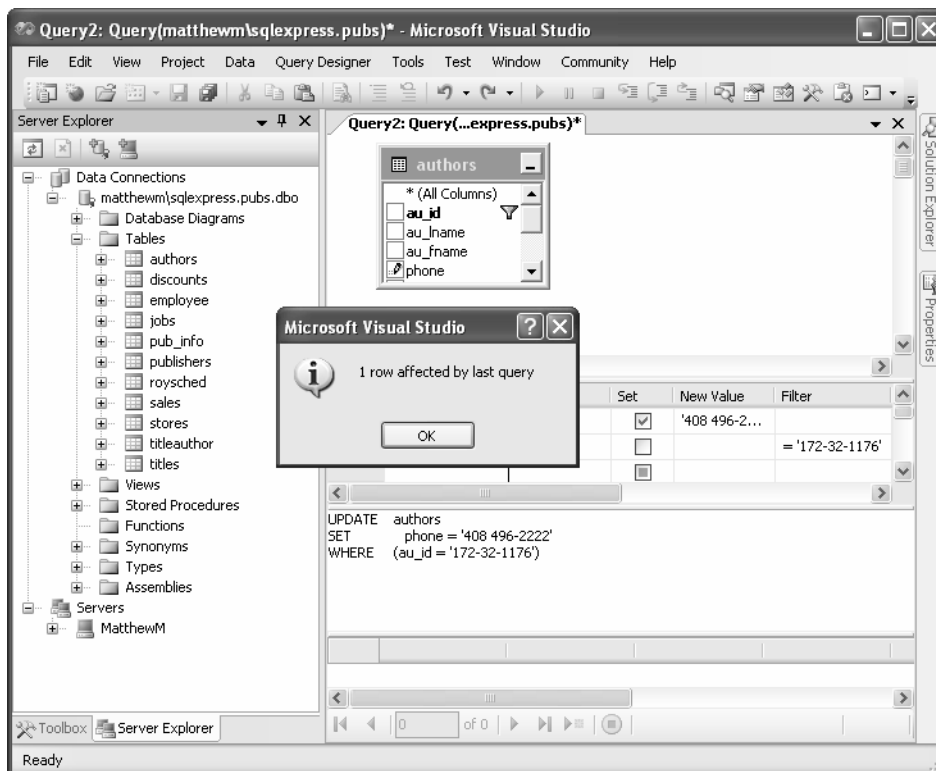 Query2: Query(matthewm\sqlexpress.pubs)* - Microsoft Visual Studio
File Edit View Project Data Query Designer Tools Test Window Community Help
Server Explorer
Data Connections
matthewm\sqlexpress.pubs.dbo
Database Diagrams
Tables
authors
discounts
employee
jobs
pub_info
publishers
roysched
sales
stores
titleauthor
titles
Views
Stored Procedures
Functions
Synonyms
Types
Assemblies
Servers
MatthewM
Toolbox Server Explorer
Query2: Query(...express.pubs)*
authors
* (All Columns)
au_id
au_lname
au_fname
phone
Microsoft Visual Studio
1 row affected by last query
OK
Set New Value Filter
'408 496-2...
= '172-32-1176'
UPDATE authors
SET phone = '408 496-2222'
WHERE (au_id = '172-32-1176')
0 of 0
Solution Explorer
Properties
Ready